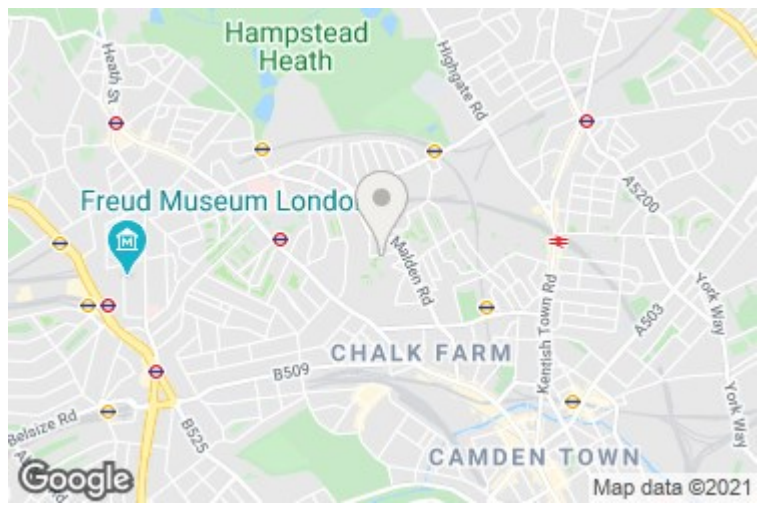 Hampstead
Heath
Heath St.
Highgate Rd
A5200
Freud Museum London
Malden Rd
York Way
Kentish Town Rd
A503
CHALK FARM
B509
York Way
Belsize Rd
B525
CAMDEN TOWN
Google
Map data ©2021